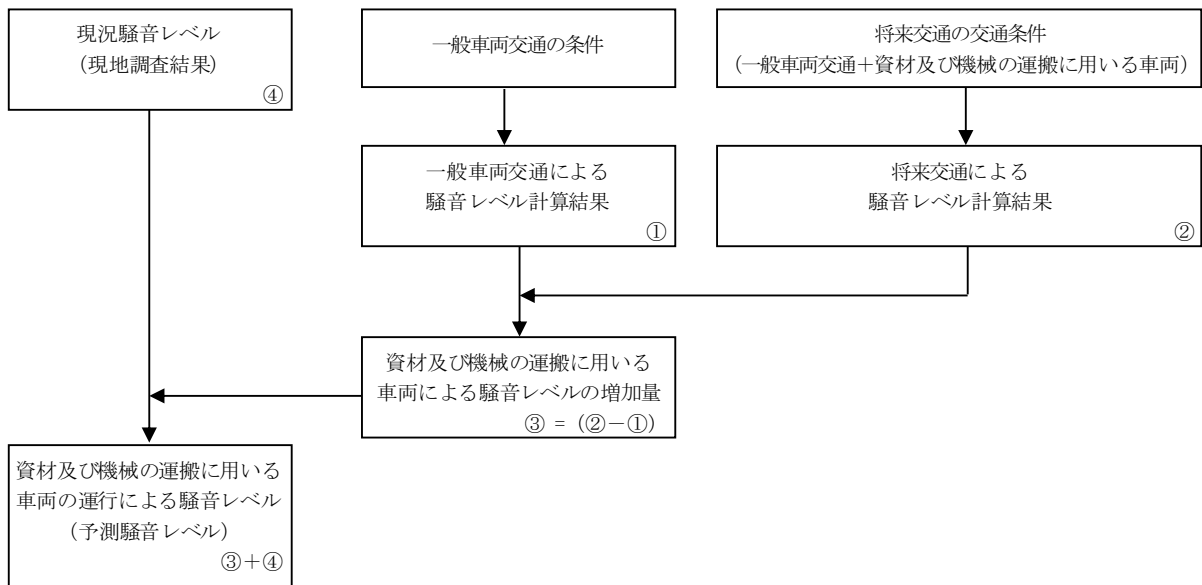 現況騒音レベル
（現地調査結果）
④
一般車両交通の条件
将来交通の交通条件
（一般車両交通＋資材及び機械の運搬に用いる車両）
一般車両交通による
騒音レベル計算結果
①
将来交通による
騒音レベル計算結果
②
資材及び機械の運搬に用いる
車両による騒音レベルの増加量
③ =（②－①）
資材及び機械の運搬に用いる
車両の運行による騒音レベル
（予測騒音レベル）
③＋④